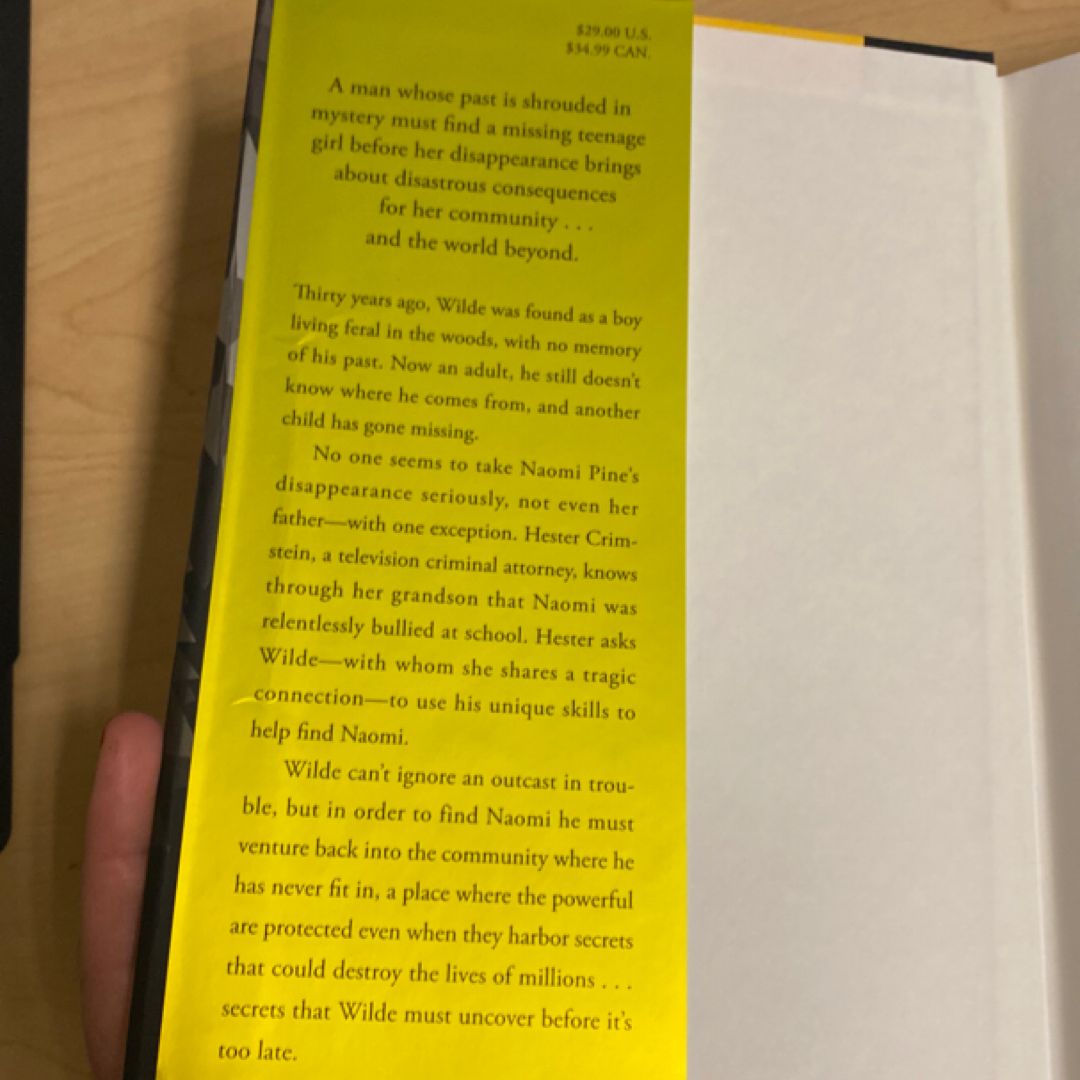 $29.00 U.S.
$34.99 CAN.
A man whose past is shrouded in
mystery must find a missing teenage
girl before her disappearance brings
about disastrous consequences
for her community . . .
and the world beyond.
Thirty years ago, Wilde was found as a boy
living feral in the woods, with no memory
of his past. Now an adult, he still doesn’t
know where he comes from, and another
child has gone missing.
No one seems to take Naomi Pine’s
disappearance seriously, not even her
father—with one exception. Hester Crim-
stein, a television criminal attorney, knows
through her grandson that Naomi was
relentlessly bullied at school. Hester asks
Wilde—with whom she shares a tragic
connection—to use his unique skills to
help find Naomi.
Wilde can’t ignore an outcast in trou-
ble, but in order to find Naomi he must
venture back into the community where he
has never fit in, a place where the powerful
are protected even when they harbor secrets
that could destroy the lives of millions . . .
secrets that Wilde must uncover before it’s
too late.